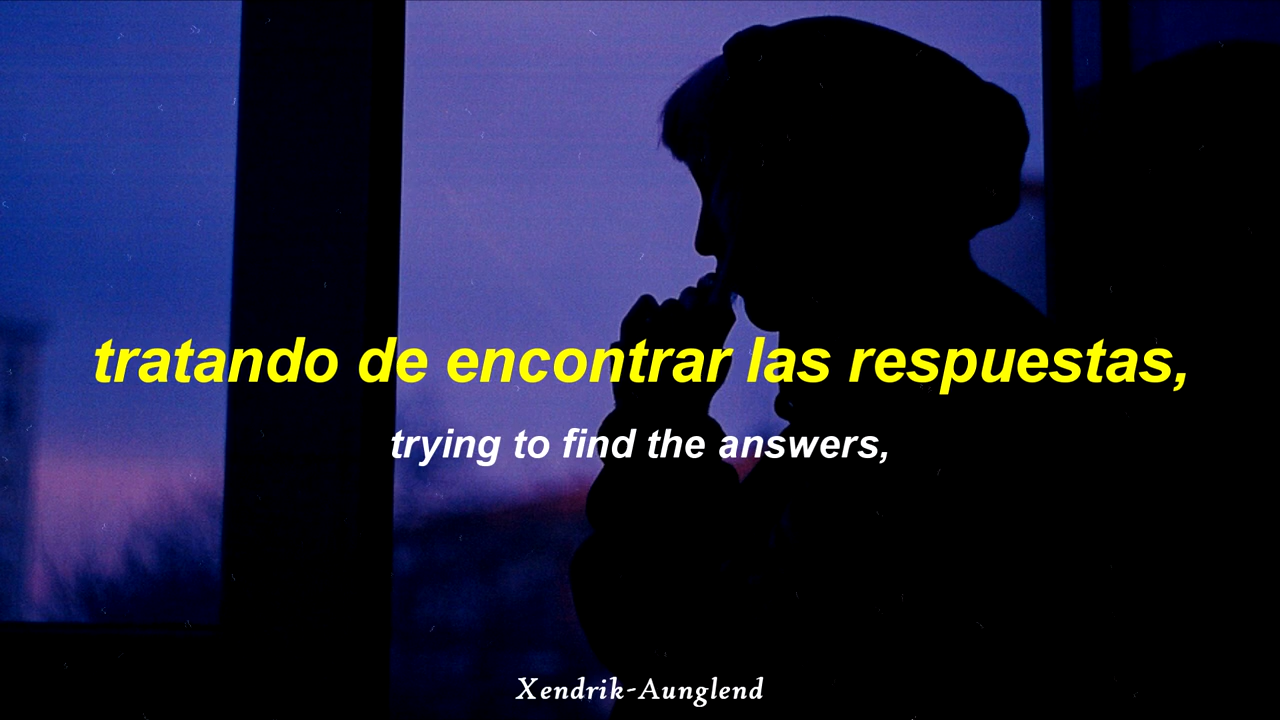 tratando de encontrar las respuestas,
trying to find the answers,
Xendrik-Aunglend